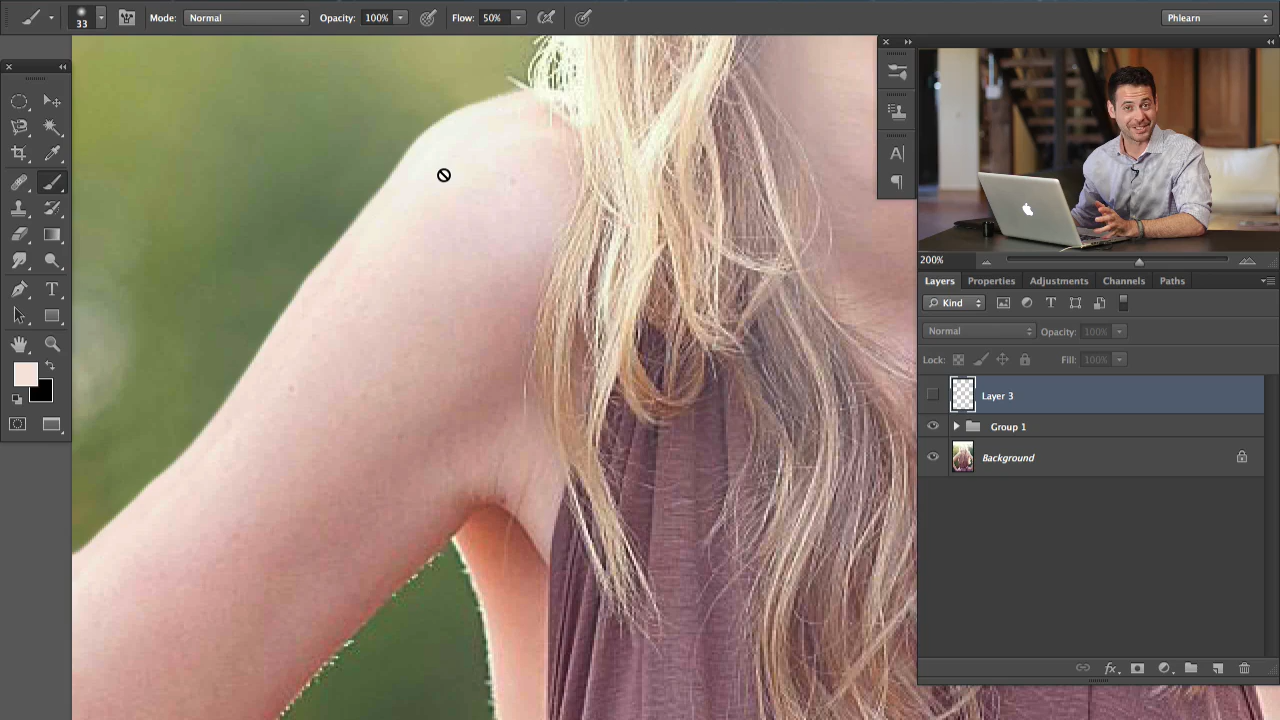 33 Mode: Normal Opacity: 100% Flow: 50% Phlearn
A
T
200%
Layers Properties Adjustments Channels Paths
Kind T
Normal Opacity: 100%
Lock: Fill: 100%
Layer 3
Group 1
Background
fx